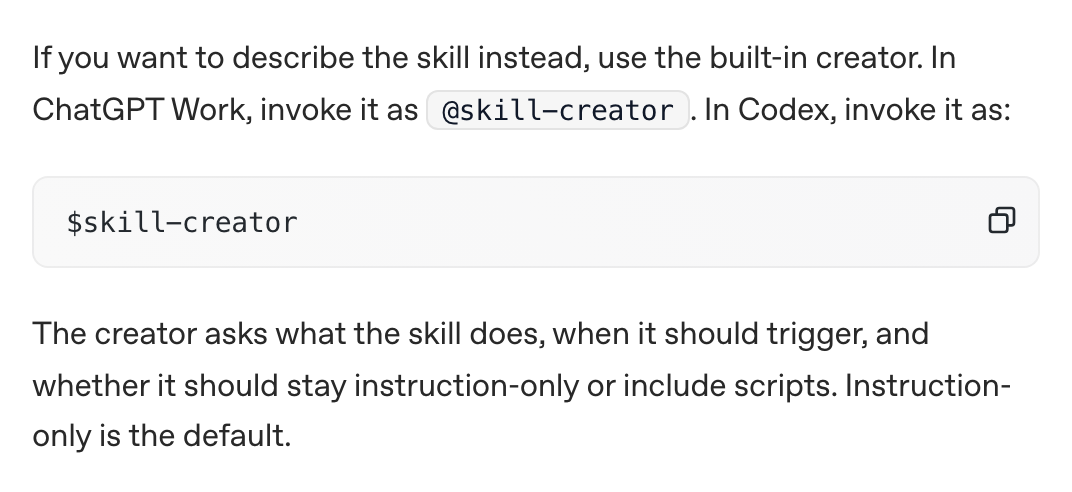 If you want to describe the skill instead, use the built-in creator. In
ChatGPT Work, invoke it as @skill-creator. In Codex, invoke it as:
$skill-creator
The creator asks what the skill does, when it should trigger, and
whether it should stay instruction-only or include scripts. Instruction-
only is the default.